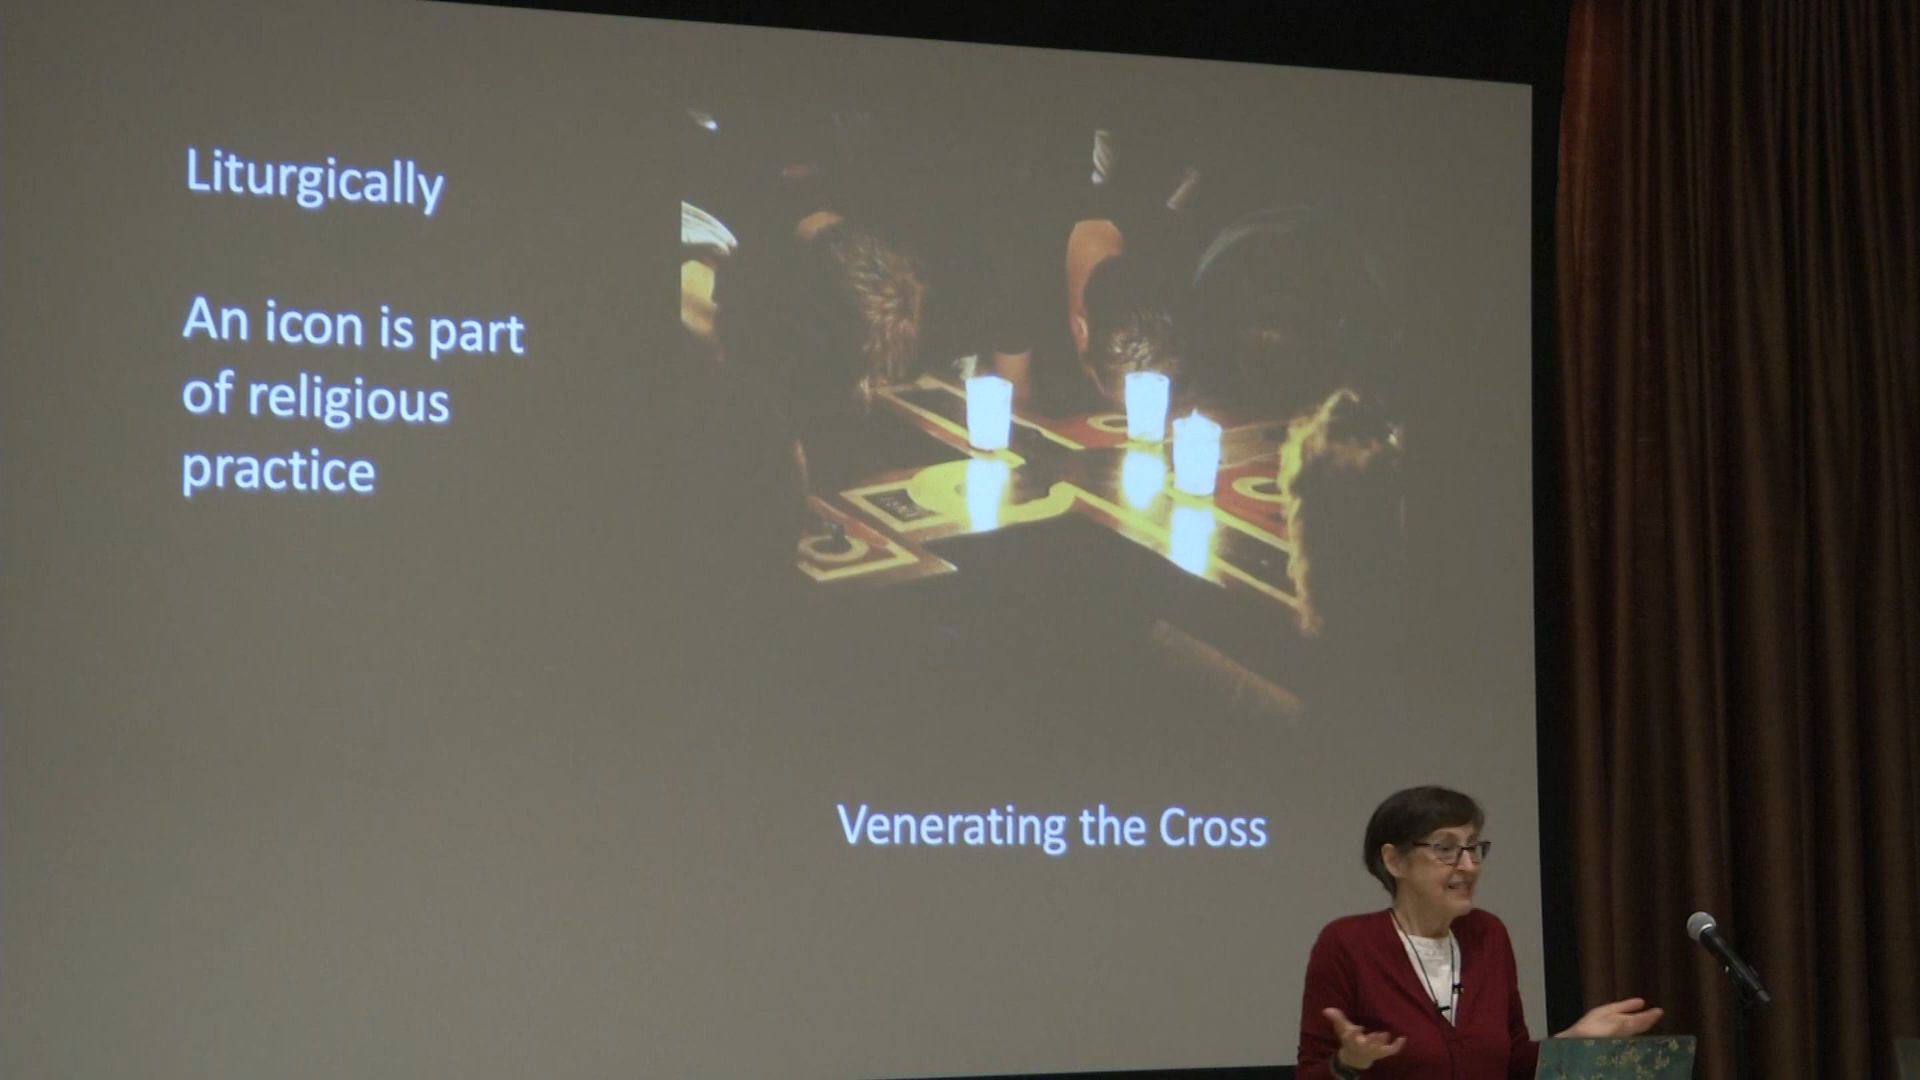 Liturgically
An icon is part
of religious
practice
Venerating the Cross